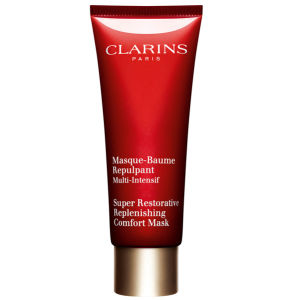 CLARINS
PARIS
Masque-Baume
Repulpant
Multi-Intensif
Super Restorative
Replenishing
Comfort Mask